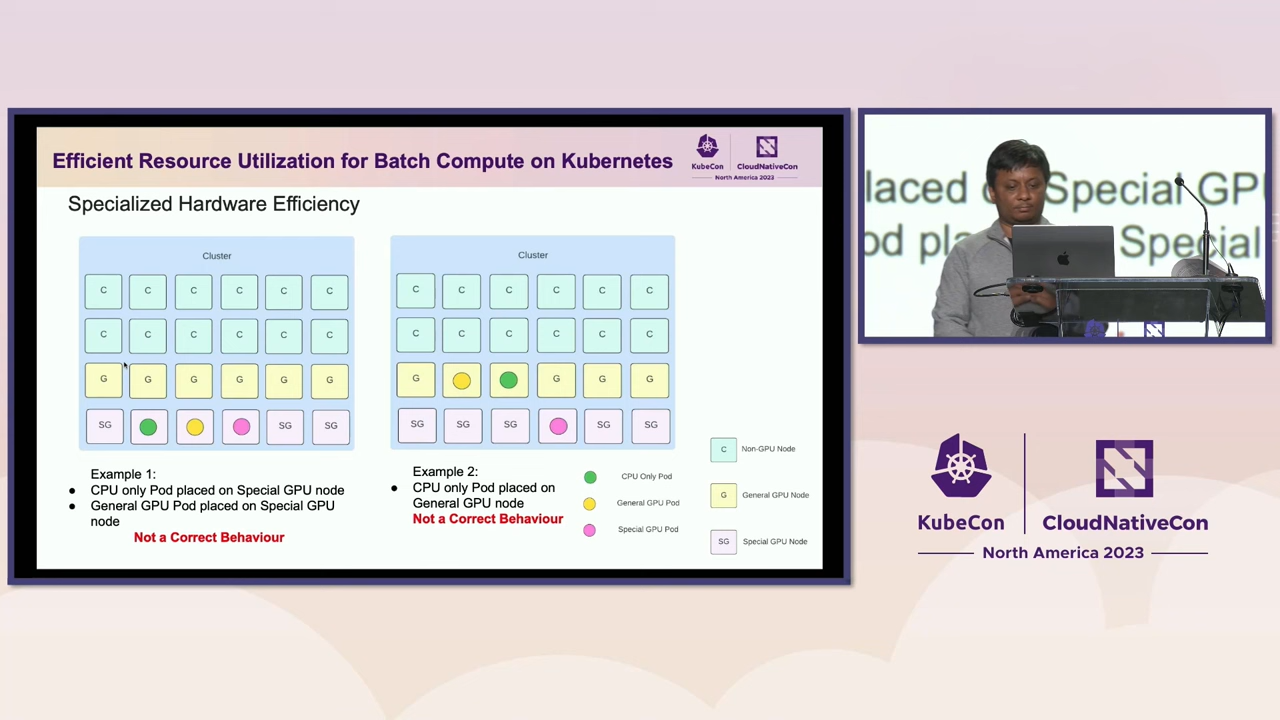 Efficient Resource Utilization for Batch Compute on Kubernetes
KubeCon
CloudNativeCon
North America 2023
Specialized Hardware Efficiency
Cluster
C C C C C C
C C C C C C
G G G G G G
SG SG SG
Cluster
C C C C C C
C C C C C C
G G G G
SG SG SG SG SG
Example 1:
● CPU only Pod placed on Special GPU node
● General GPU Pod placed on Special GPU
node
Not a Correct Behaviour
Example 2:
● CPU only Pod placed on
General GPU node
Not a Correct Behaviour
CPU Only Pod
General GPU Pod
Special GPU Pod
C Non-GPU Node
G General GPU Node
SG Special GPU Node
laced Special GP
od pla Special
KubeCon
CloudNativeCon
North America 2023